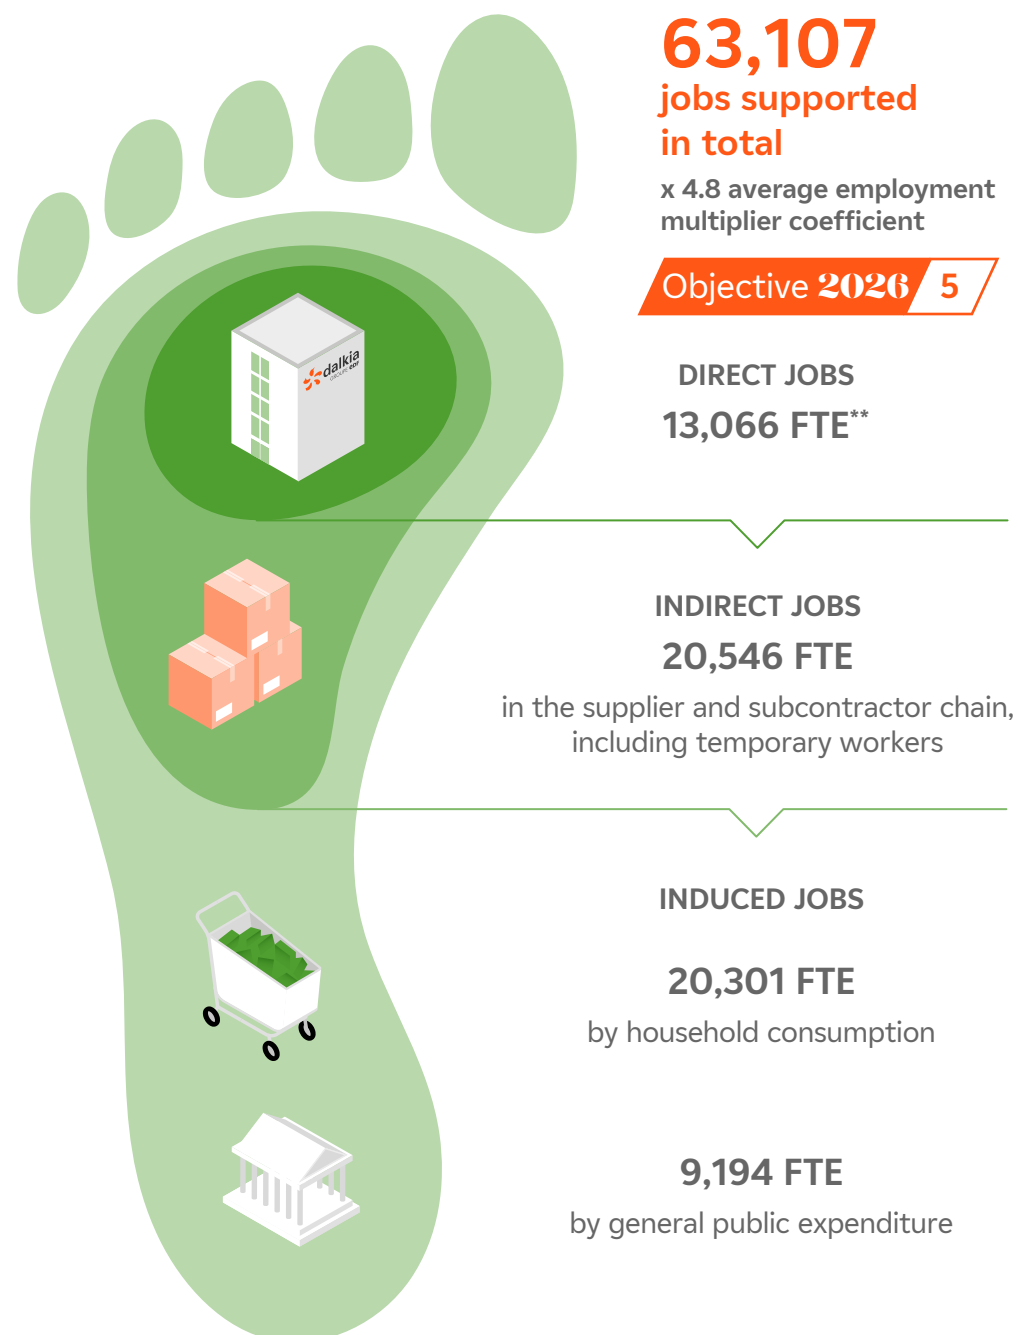 63,107
jobs supported
in total
x 4.8 average employment
multiplier coefficient
Objective 2026 5
dalkia
GROUPE EDF
DIRECT JOBS
13,066 FTE**
INDIRECT JOBS
20,546 FTE
in the supplier and subcontractor chain,
including temporary workers
INDUCED JOBS
20,301 FTE
by household consumption
9,194 FTE
by general public expenditure